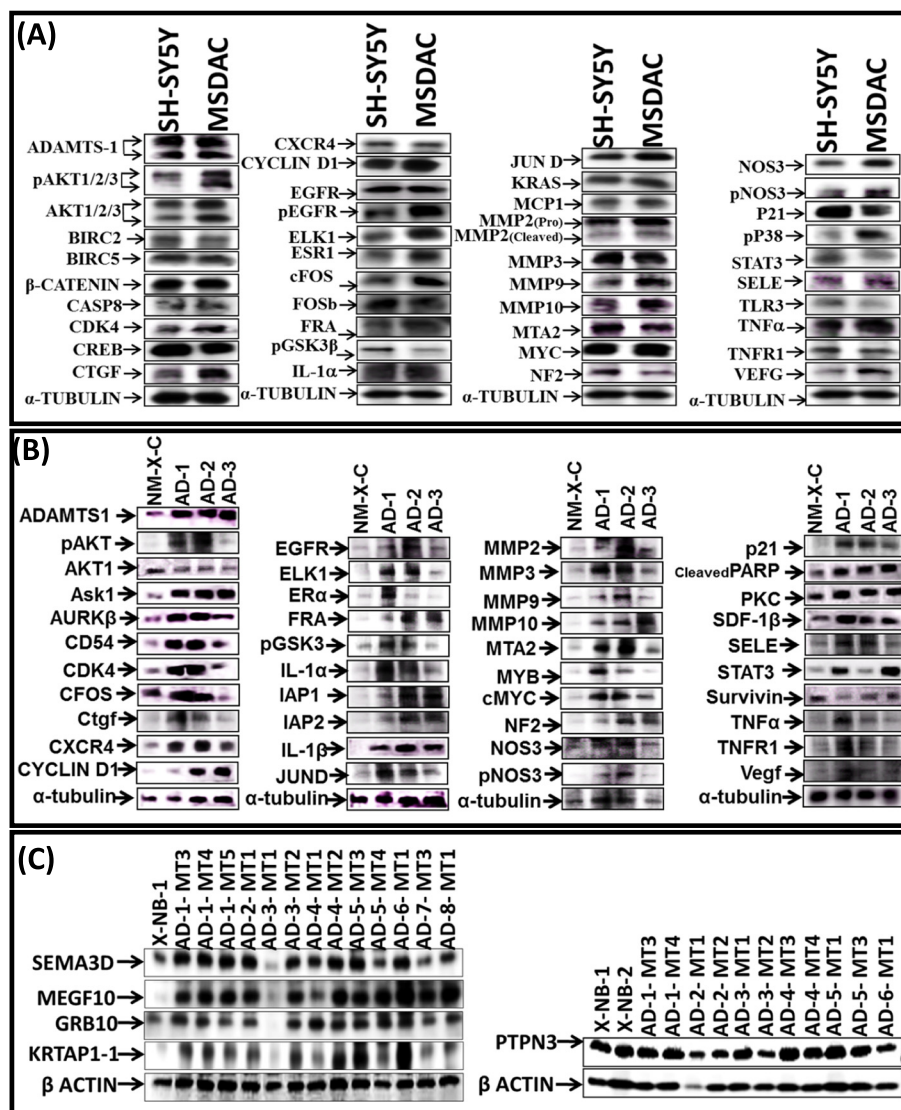 (A)
SH-SY5Y
MSDAC
ADAMTS-1
pAKT1/2/3
AKT1/2/3
BIRC2
BIRC5
β-CATENIN
CASP8
CDK4
CREB
CTGF
α-TUBULIN
SH-SY5Y
MSDAC
CXCR4
CYCLIN D1
EGFR
pEGFR
ELK1
ESR1
cFOS
FOSb
FRA
pGSK3β
IL-1α
α-TUBULIN
SH-SY5Y
MSDAC
JUN D
KRAS
MCP1
MMP2(Pro)
MMP2(Cleaved)
MMP3
MMP9
MMP10
MTA2
MYC
NF2
α-TUBULIN
SH-SY5Y
MSDAC
NOS3
pNOS3
P21
pP38
STAT3
SELE
TLR3
TNFα
TNFR1
VEFG
α-TUBULIN
(B)
NM-X-C
AD-1
AD-2
AD-3
ADAMTS1
pAKT
AKT1
Ask1
AURKβ
CD54
CDK4
CFOS
Ctgf
CXCR4
CYCLIN D1
α-tubulin
NM-X-C
AD-1
AD-2
AD-3
EGFR
ELK1
ERα
FRA
pGSK3
IL-1α
IAP1
IAP2
IL-1β
JUND
α-tubulin
NM-X-C
AD-1
AD-2
AD-3
MMP2
MMP3
MMP9
MMP10
MTA2
MYB
cMYC
NF2
NOS3
pNOS3
α-tubulin
NM-X-C
AD-1
AD-2
AD-3
p21
CleavedPARP
PKC
SDF-1β
SELE
STAT3
Survivin
TNFα
TNFR1
Vegf
α-tubulin
(C)
X-NB-1
AD-1- MT3
AD-1- MT4
AD-1- MT5
AD-2- MT1
AD-3- MT1
AD-3- MT2
AD-4- MT1
AD-4- MT2
AD-5- MT3
AD-5- MT4
AD-6- MT1
AD-7- MT3
AD-8- MT1
SEMA3D
MEGF10
GRB10
KRTAP1-1
β ACTIN
X-NB-1
X-NB-2
AD-1- MT3
AD-1- MT4
AD-2- MT1
AD-2- MT2
AD-3- MT1
AD-3- MT2
AD-4- MT3
AD-4- MT4
AD-5- MT1
AD-5- MT3
AD-6- MT1
PTPN3
β ACTIN